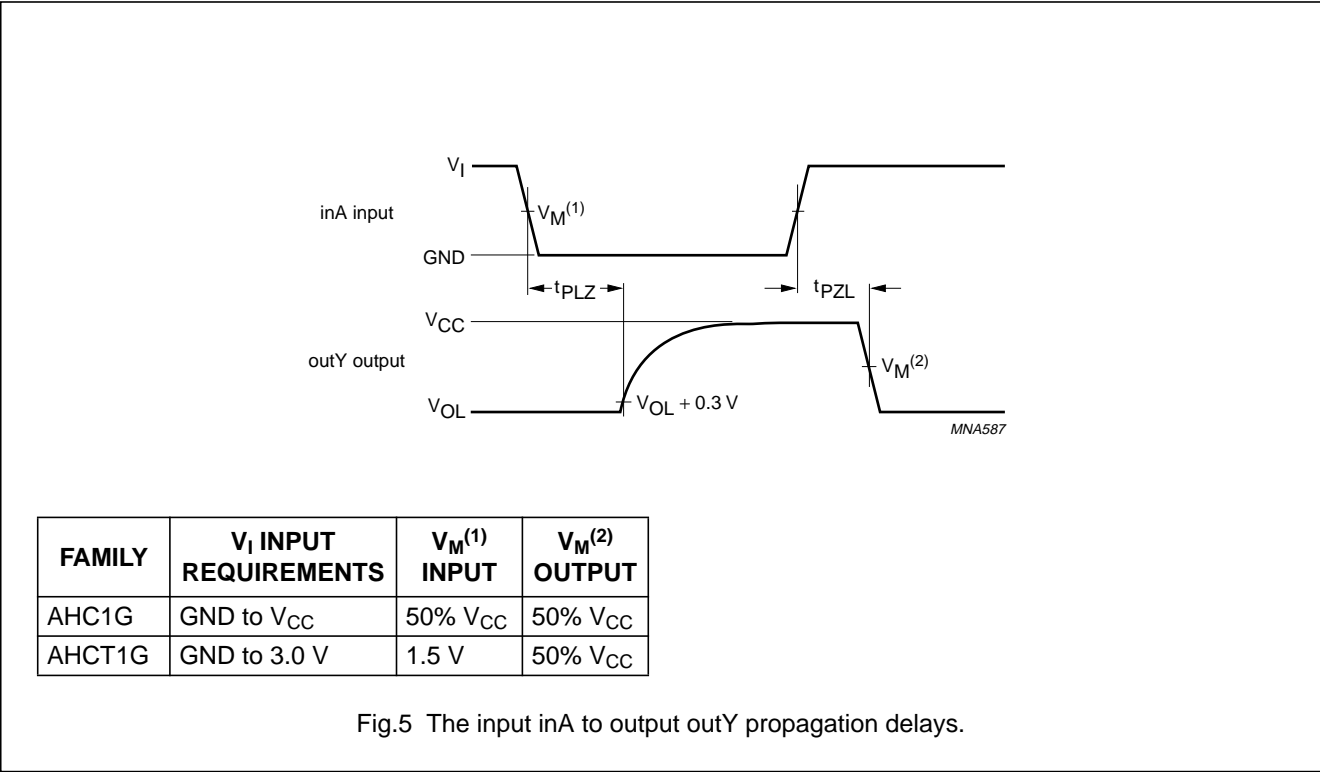 V_I
inA input
V_M^(1)
GND
t_PLZ
t_PZL
V_CC
outY output
V_M^(2)
V_OL
V_OL + 0.3 V
MNA587
FAMILY V_I INPUT REQUIREMENTS V_M^(1) INPUT V_M^(2) OUTPUT
AHC1G GND to V_CC 50% V_CC 50% V_CC
AHCT1G GND to 3.0 V 1.5 V 50% V_CC
Fig.5 The input inA to output outY propagation delays.